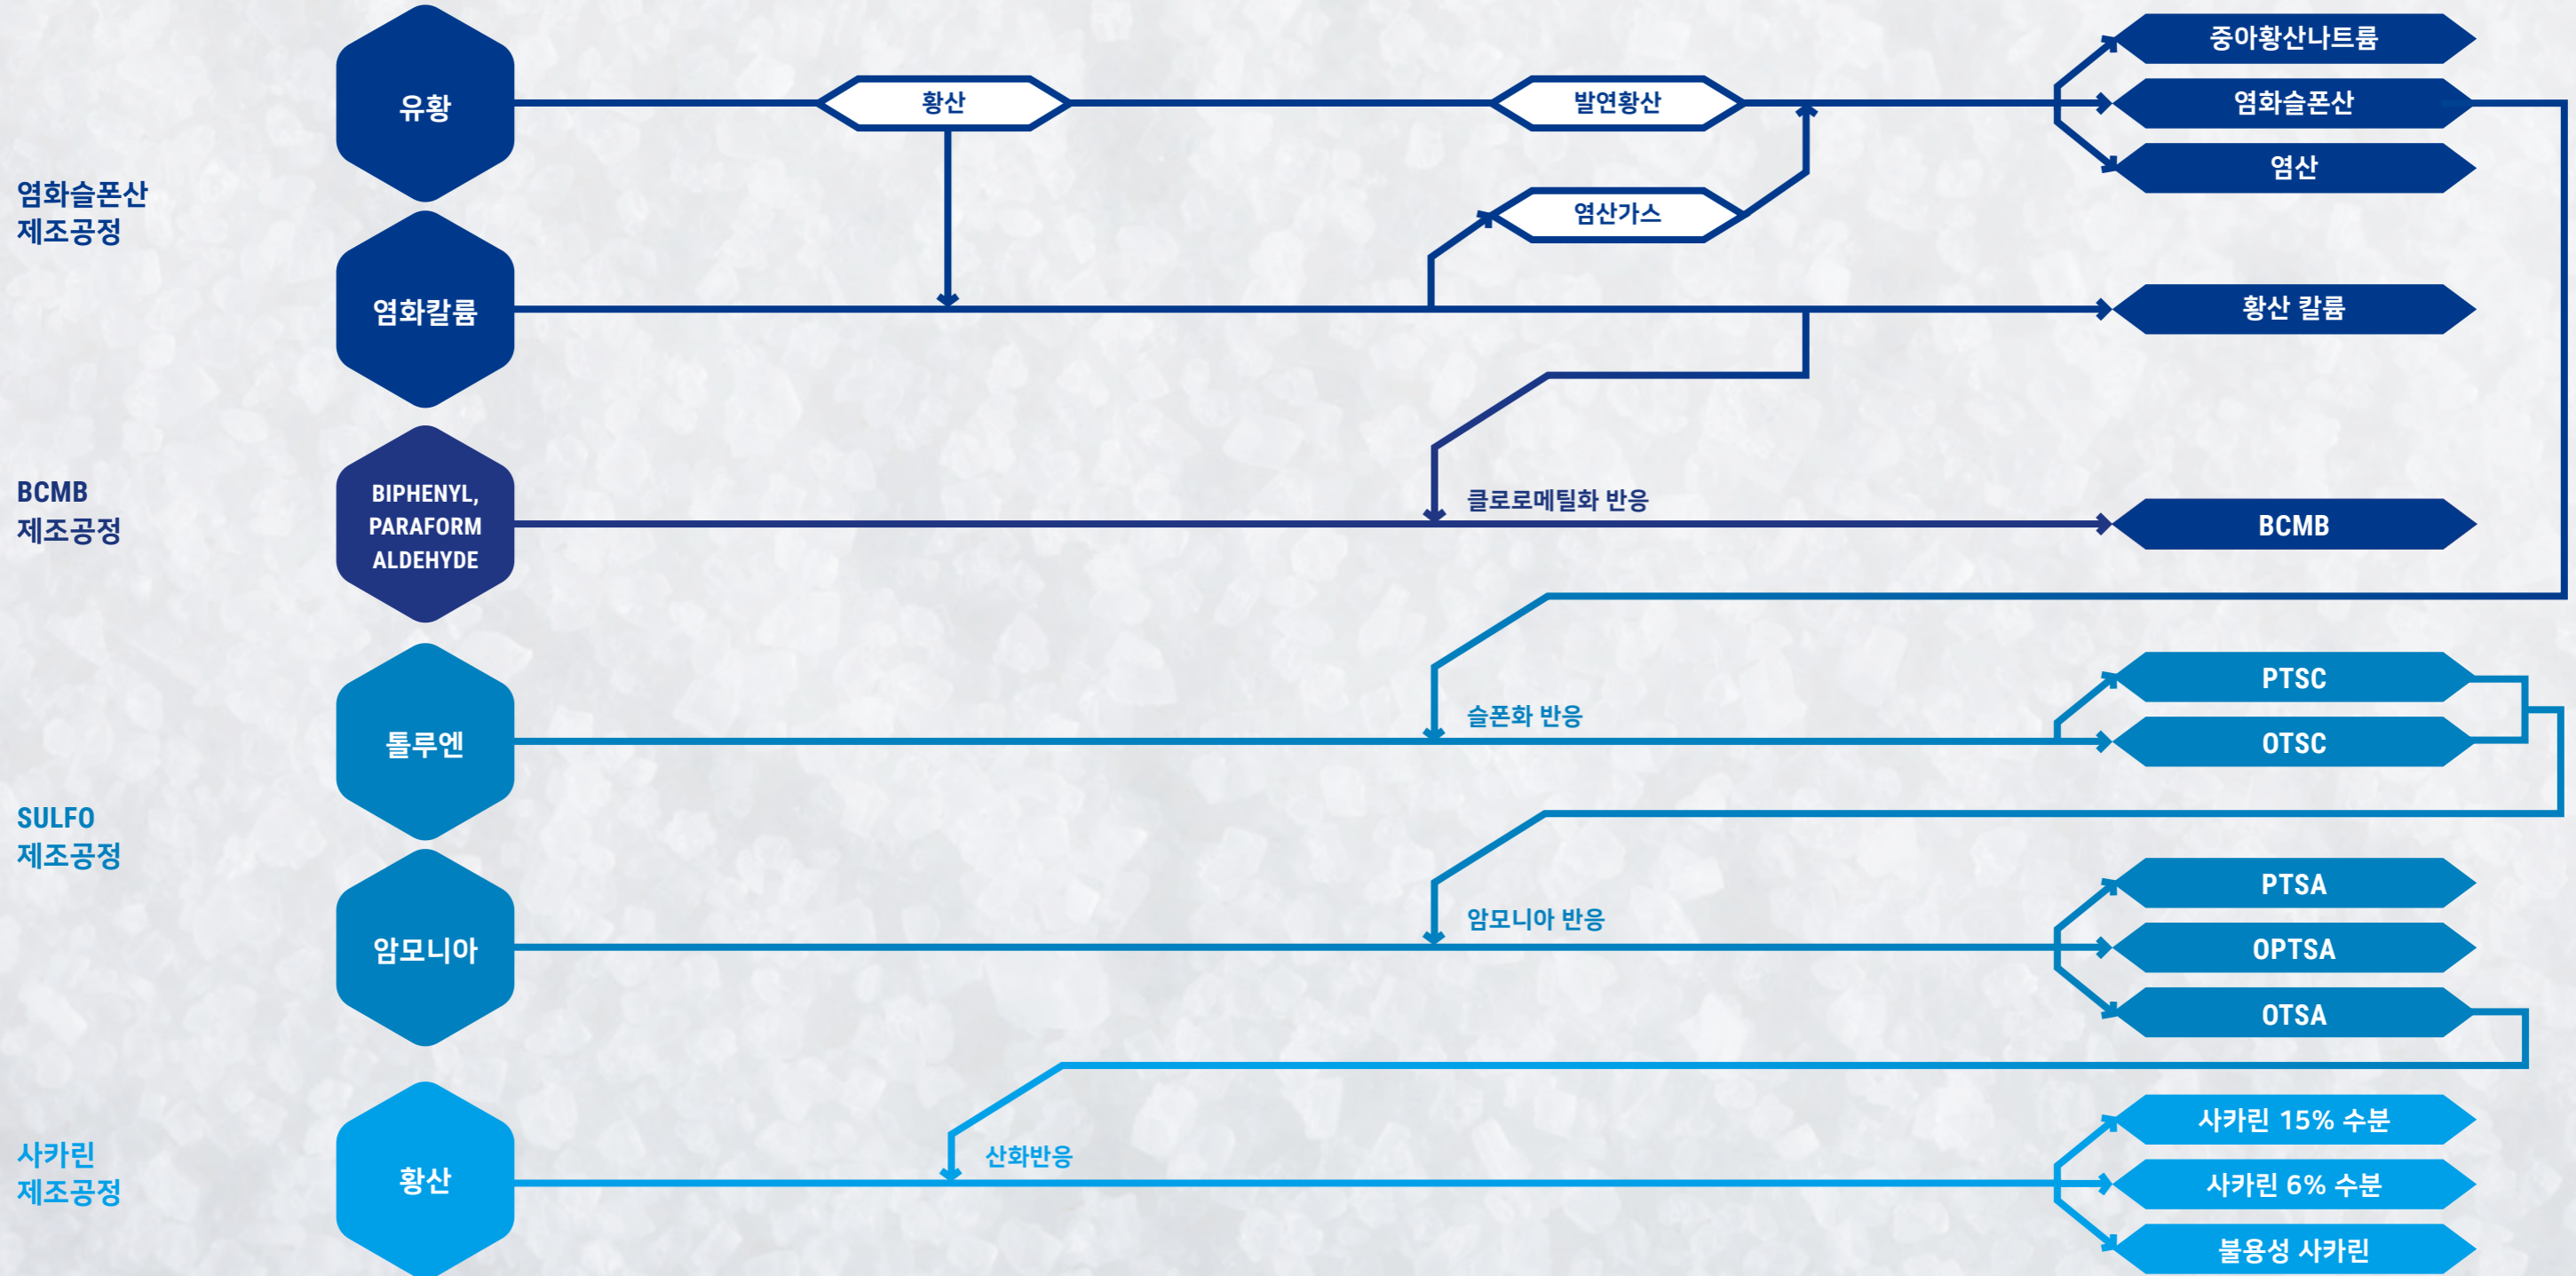 염화슬폰산
제조공정
유황
황산
발연황산
중아황산나트륨
염화슬폰산
염산
염산가스
염화칼륨
황산 칼륨
BCMB
제조공정
BIPHENYL,
PARAFORM
ALDEHYDE
클로로메틸화 반응
BCMB
SULFO
제조공정
톨루엔
슬폰화 반응
PTSC
OTSC
암모니아
암모니아 반응
PTSA
OPTSA
OTSA
사카린
제조공정
황산
산화반응
사카린 15% 수분
사카린 6% 수분
불용성 사카린